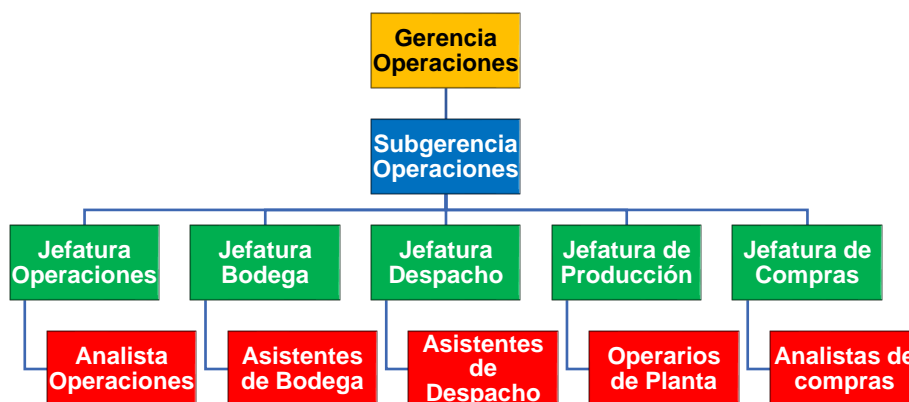 Gerencia
Operaciones
Subgerencia
Operaciones
Jefatura
Operaciones
Jefatura
Bodega
Jefatura
Despacho
Jefatura de
Producción
Jefatura de
Compras
Analista
Operaciones
Asistentes
de Bodega
Asistentes
de
Despacho
Operarios
de Planta
Analistas de
compras